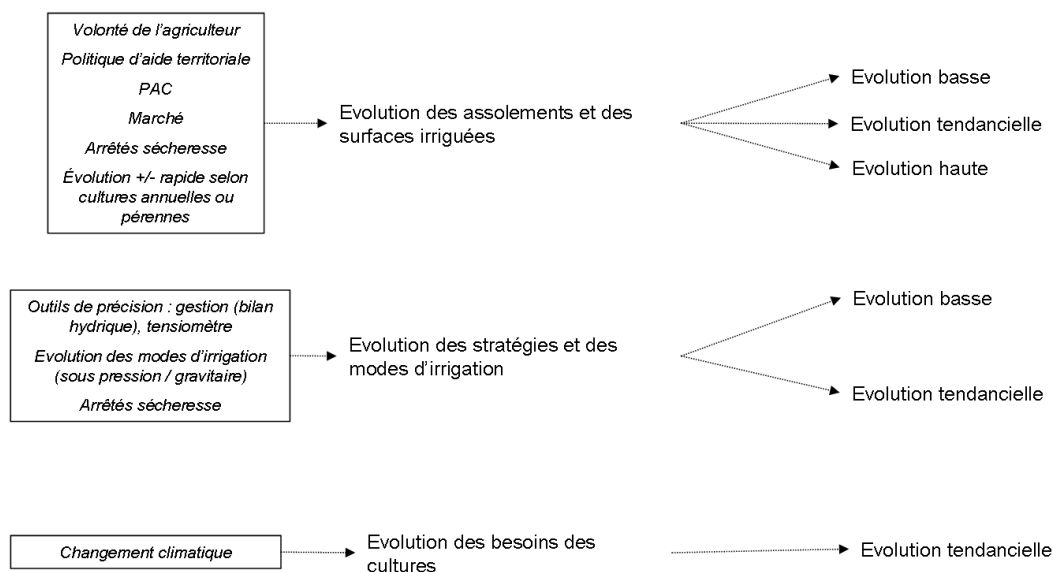 Volonté de l'agriculteur
Politique d'aide territoriale
PAC
Marché
Arrêtés sécheresse
Évolution +/- rapide selon
cultures annuelles ou
pérennes
Evolution des assolements et des
surfaces irriguées
Evolution basse
Evolution tendancielle
Evolution haute
Outils de précision : gestion (bilan
hydrique), tensiomètre
Evolution des modes d'irrigation
(sous pression / gravitaire)
Arrêtés sécheresse
Evolution des stratégies et des
modes d'irrigation
Evolution basse
Evolution tendancielle
Changement climatique
Evolution des besoins des
cultures
Evolution tendancielle